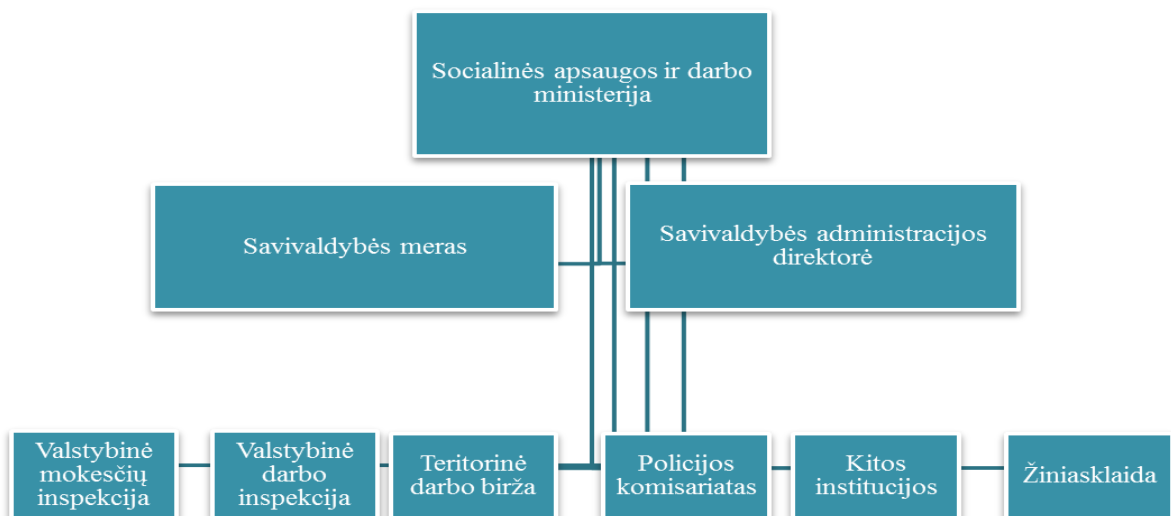 Socialinės apsaugos ir darbo
ministerija
Savivaldybės meras
Savivaldybės administracijos
direktorė
Valstybinė
mokesčių
inspekcija
Valstybinė
darbo
inspekcija
Teritorinė
darbo birža
Policijos
komisariatas
Kitos
institucijos
Žiniasklaida